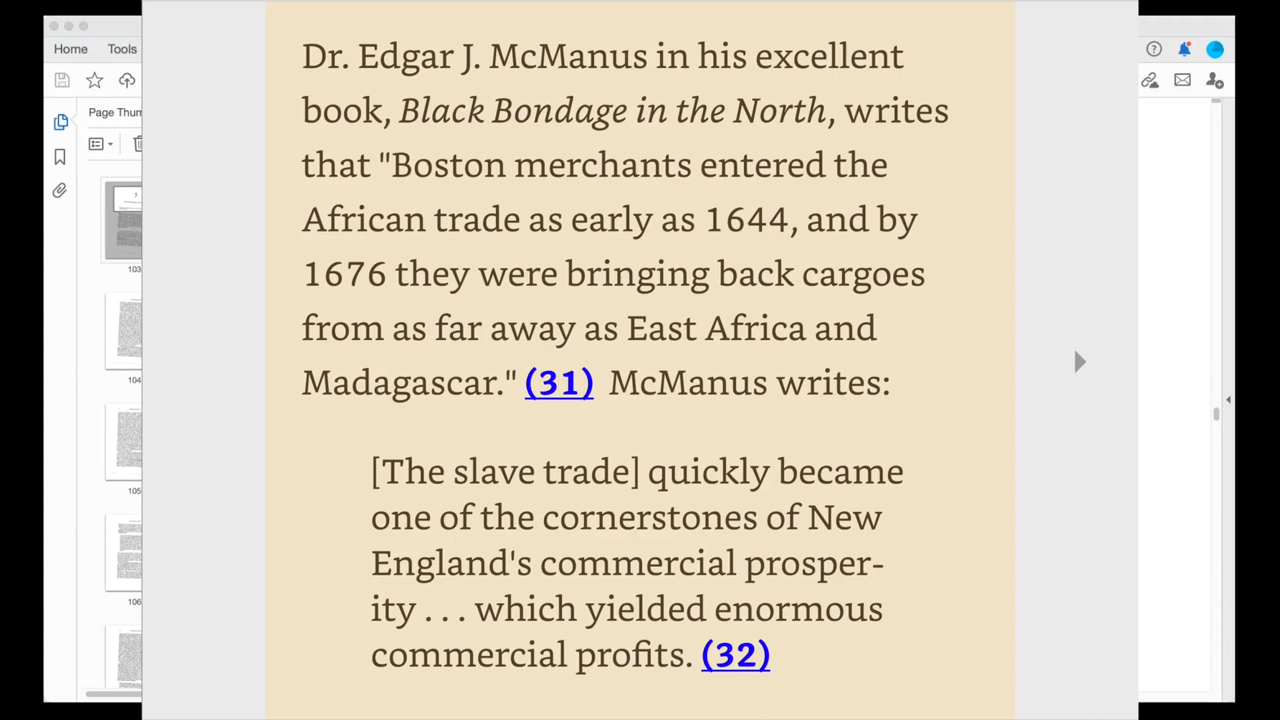 Home Tools
Page Thum
Dr. Edgar J. McManus in his excellent
book, Black Bondage in the North, writes
that "Boston merchants entered the
African trade as early as 1644, and by
1676 they were bringing back cargoes
from as far away as East Africa and
Madagascar." (31) McManus writes:
[The slave trade] quickly became
one of the cornerstones of New
England's commercial prosper-
ity . . . which yielded enormous
commercial profits. (32)
103
104
105
106